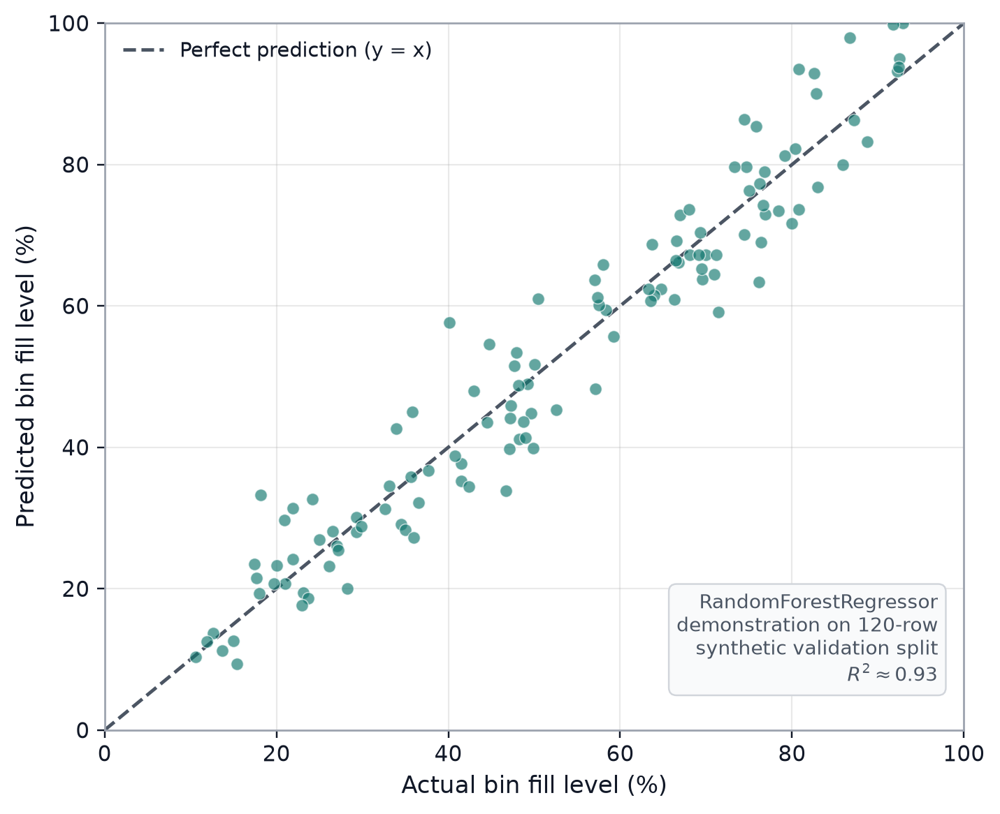 100
80
60
40
20
0
Predicted bin fill level (%)
Perfect prediction (y = x)
RandomForestRegressor
demonstration on 120-row
synthetic validation split
R² ≈ 0.93
0 20 40 60 80 100
Actual bin fill level (%)